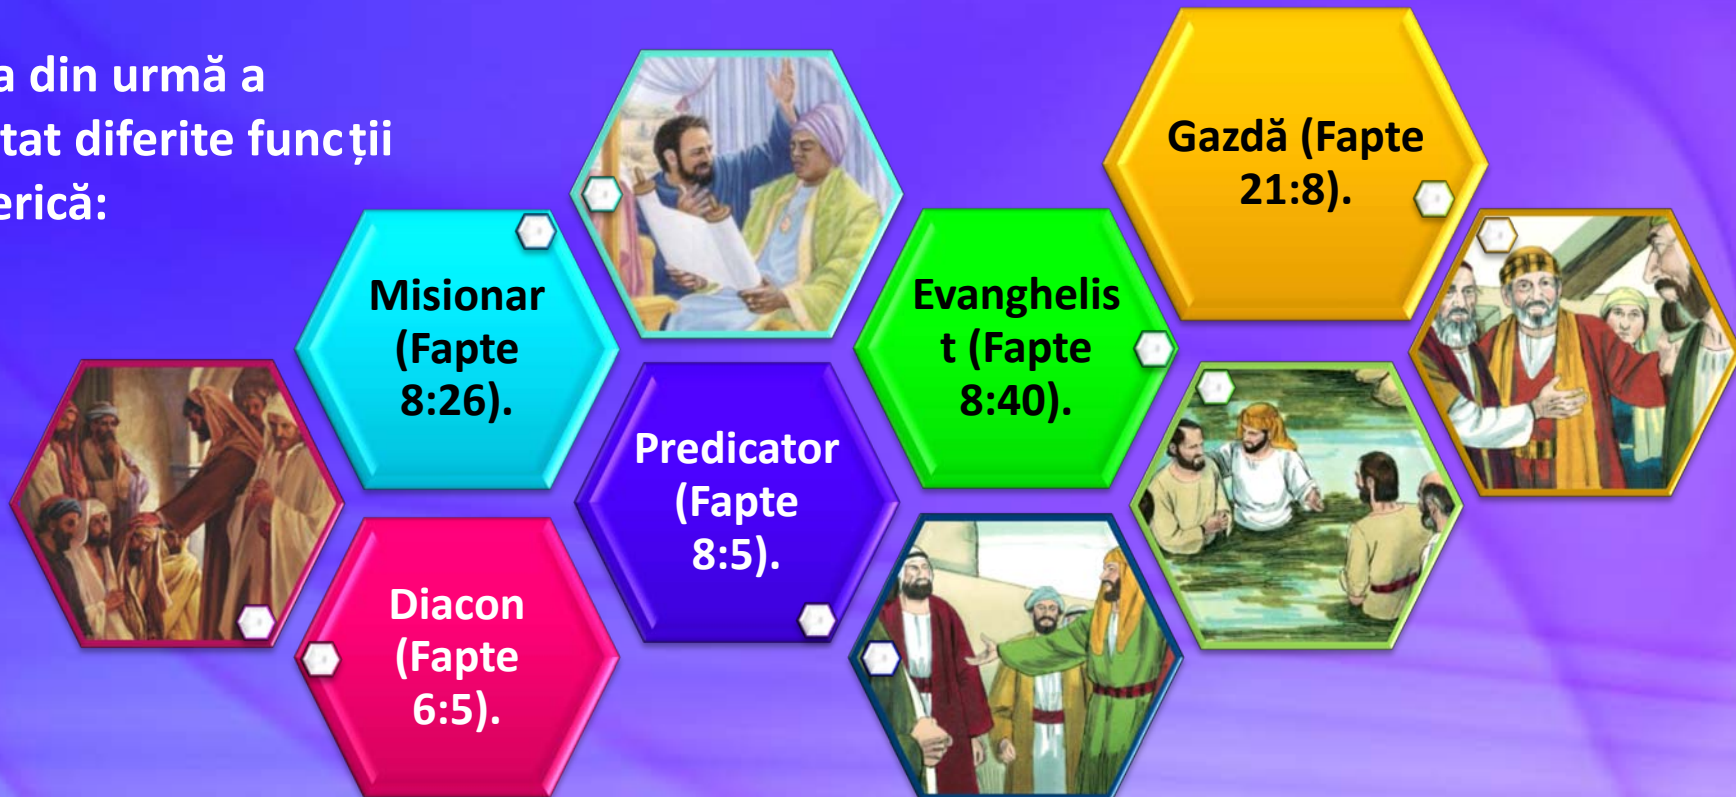 a din urmă a
tat diferite funcții
erică:
Gazdă (Fapte
21:8).
Misionar
(Fapte
8:26).
Evanghelis
t (Fapte
8:40).
Predicator
(Fapte
8:5).
Diacon
(Fapte
6:5).